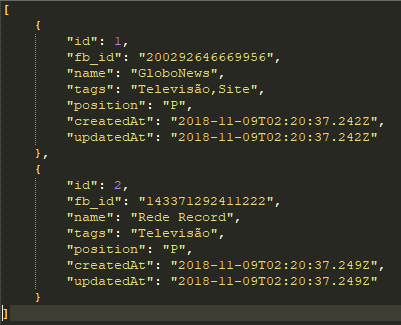 [
{
"id": 1,
"fb_id": "200292646669956",
"name": "GloboNews",
"tags": "Televisão,Site",
"position": "P",
"createdAt": "2018-11-09T02:20:37.242Z",
"updatedAt": "2018-11-09T02:20:37.242Z"
},
{
"id": 2,
"fb_id": "143371292411222",
"name": "Rede Record",
"tags": "Televisão",
"position": "P",
"createdAt": "2018-11-09T02:20:37.249Z",
"updatedAt": "2018-11-09T02:20:37.249Z"
}
]